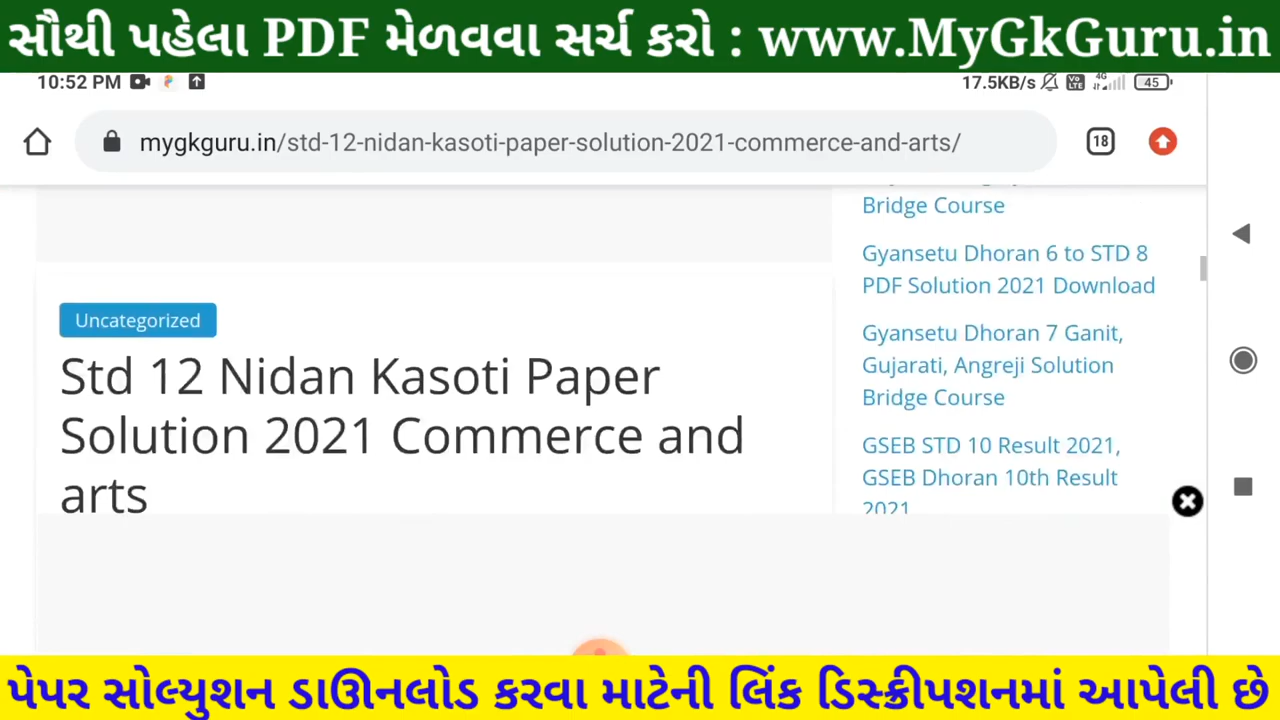 સૌથી પહેલા PDF મેળવવા સર્ચ કરો : www.MyGkGuru.in
10:52 PM
17.5KB/s Vo LTE 4G 45
mygkguru.in/std-12-nidan-kasoti-paper-solution-2021-commerce-and-arts/
18
Bridge Course
Gyansetu Dhoran 6 to STD 8
PDF Solution 2021 Download
Uncategorized
Gyansetu Dhoran 7 Ganit,
Gujarati, Angreji Solution
Bridge Course
Std 12 Nidan Kasoti Paper
Solution 2021 Commerce and
arts
GSEB STD 10 Result 2021,
GSEB Dhoran 10th Result
2021
પેપર સોલ્યુશન ડાઊનલોડ કરવા માટેની લિંક ડિસ્ક્રીપશનમાં આપેલી છે